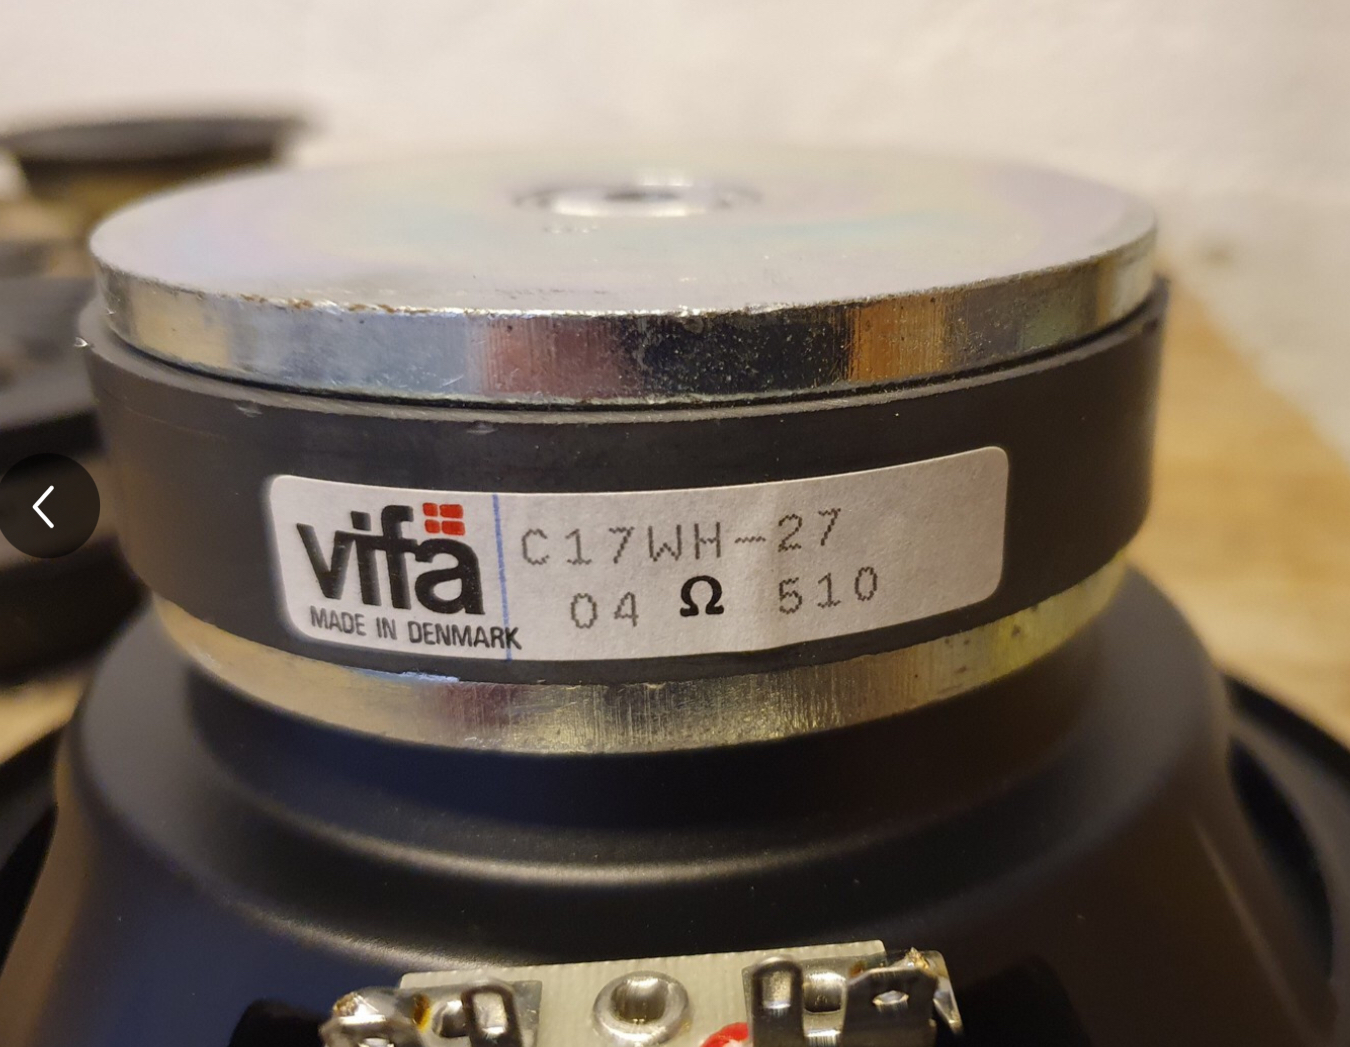 vifa
MADE IN DENMARK
C17WH-27
04 Ω 510